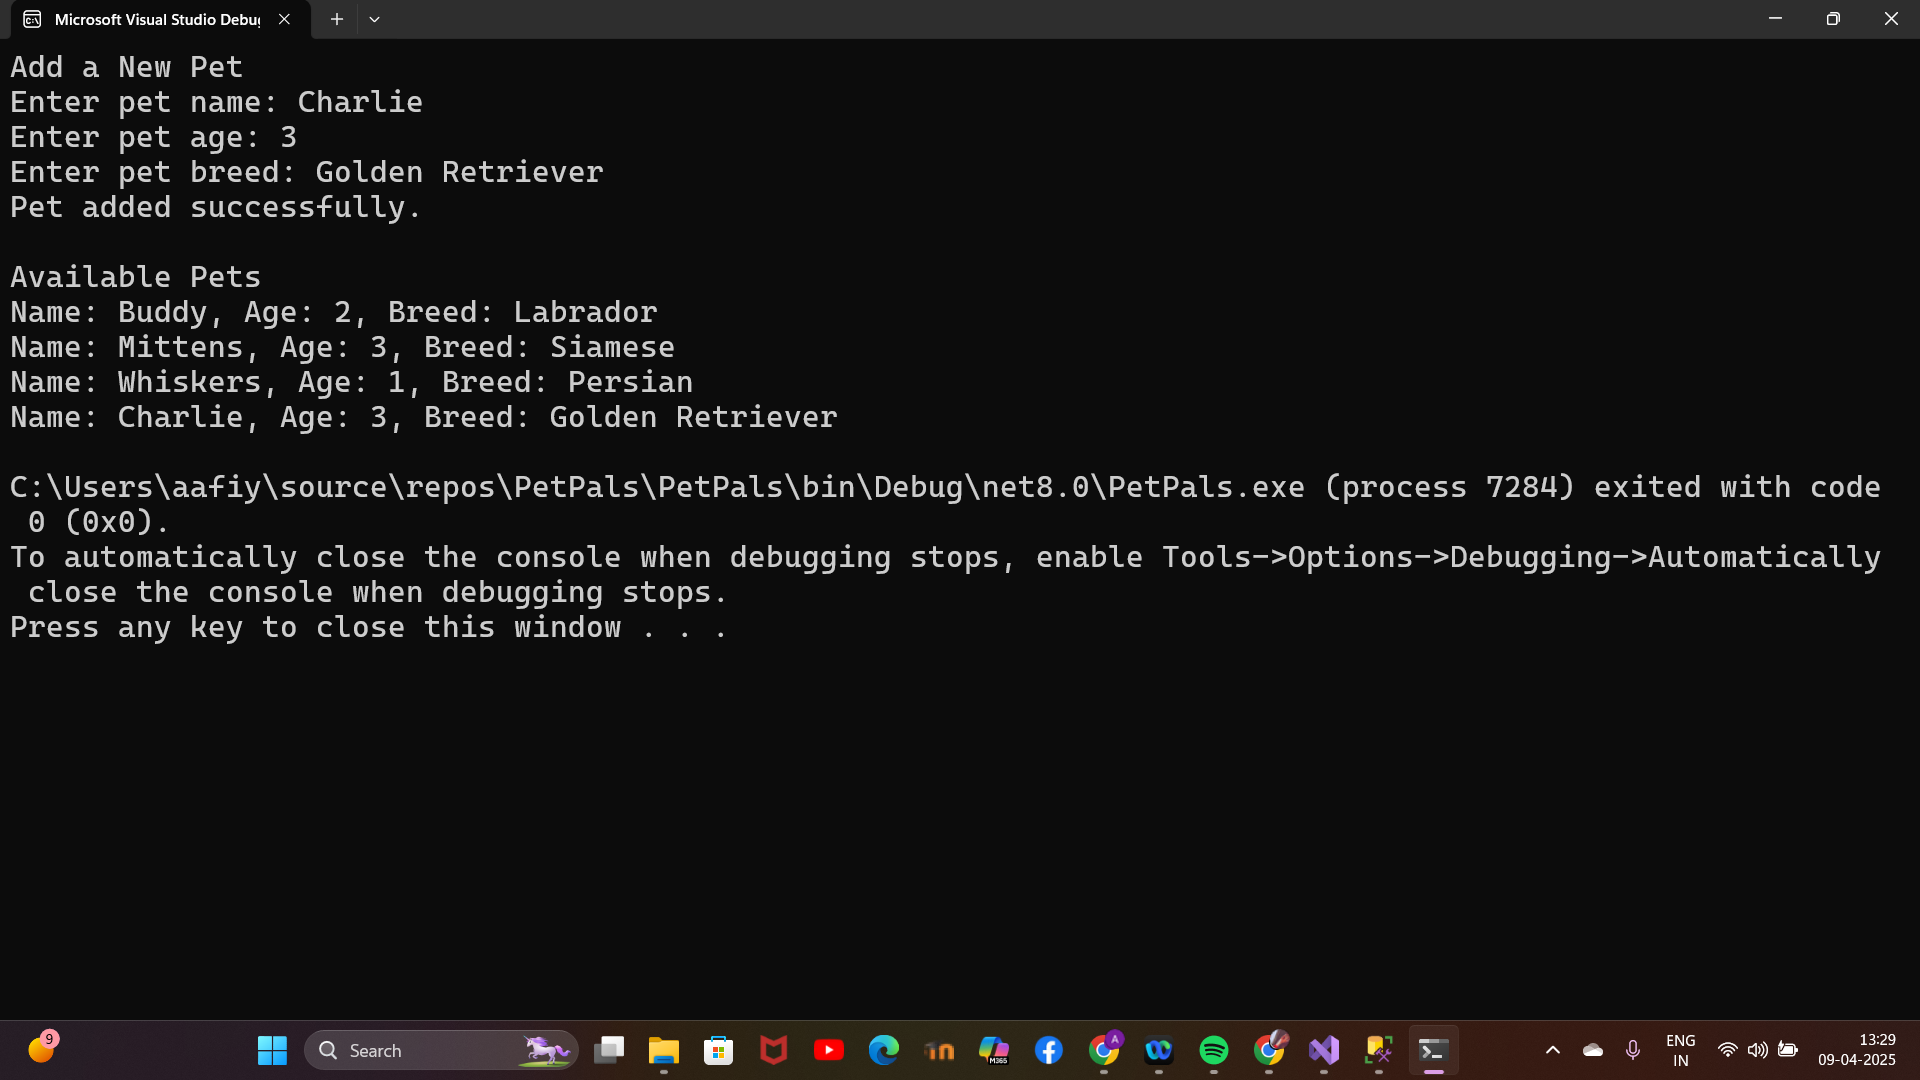 Microsoft Visual Studio Debu
Add a New Pet
Enter pet name: Charlie
Enter pet age: 3
Enter pet breed: Golden Retriever
Pet added successfully.
Available Pets
Name: Buddy, Age: 2, Breed: Labrador
Name: Mittens, Age: 3, Breed: Siamese
Name: Whiskers, Age: 1, Breed: Persian
Name: Charlie, Age: 3, Breed: Golden Retriever
C:\Users\aafiy\source\repos\PetPals\PetPals\bin\Debug\net8.0\PetPals.exe (process 7284) exited with code
0 (0x0).
To automatically close the console when debugging stops, enable Tools->Options->Debugging->Automatically
close the console when debugging stops.
Press any key to close this window . . .
9
Search
M365
A
ENG
IN
13:29
09-04-2025